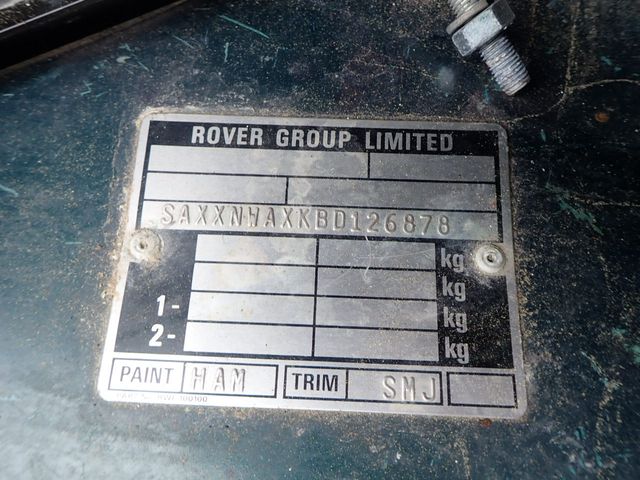 ROVER GROUP LIMITED
SAXXNHAXKBD126878
kg
kg
1- kg
2- kg
PAINT HAM TRIM SMJ